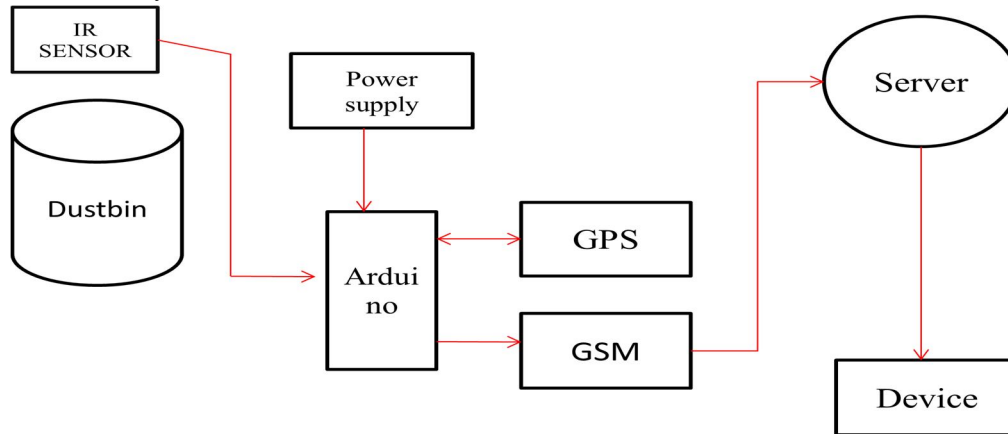 IR
SENSOR
Power
supply
Server
Dustbin
GPS
Ardui
no
GSM
Device